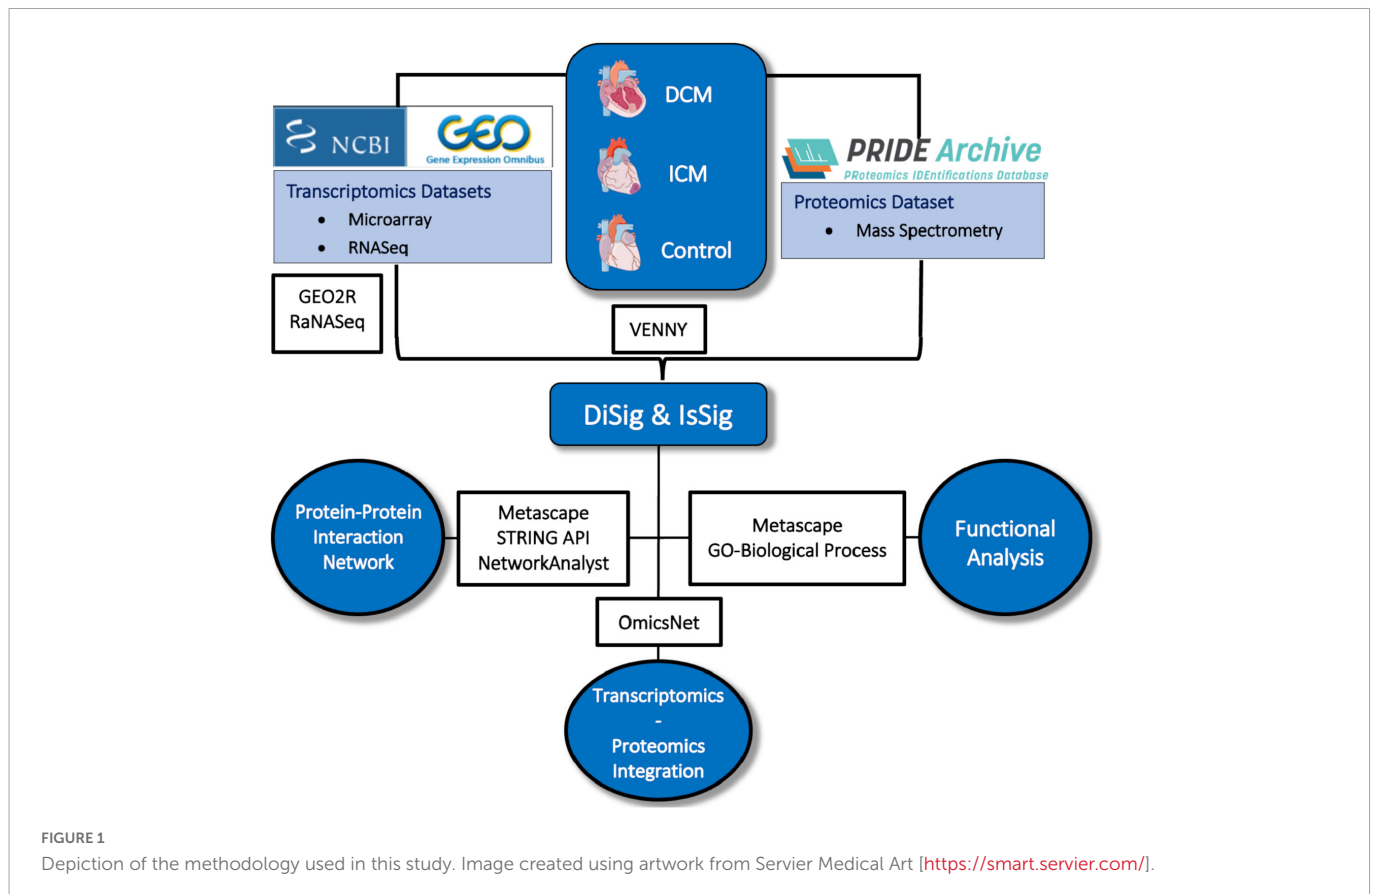 DCM
ICM
Control
NCBI
GEO
Gene Expression Omnibus
Transcriptomics Datasets
• Microarray
• RNASeq
PRIDE Archive
PRoteomics IDEntifications Database
Proteomics Dataset
• Mass Spectrometry
GEO2R
RaNASeq
VENNY
DiSig & IsSig
Protein-Protein
Interaction
Network
Metascape
STRING API
NetworkAnalyst
Metascape
GO-Biological Process
Functional
Analysis
OmicsNet
Transcriptomics
-
Proteomics
Integration
FIGURE 1
Depiction of the methodology used in this study. Image created using artwork from Servier Medical Art [https://smart.servier.com/].